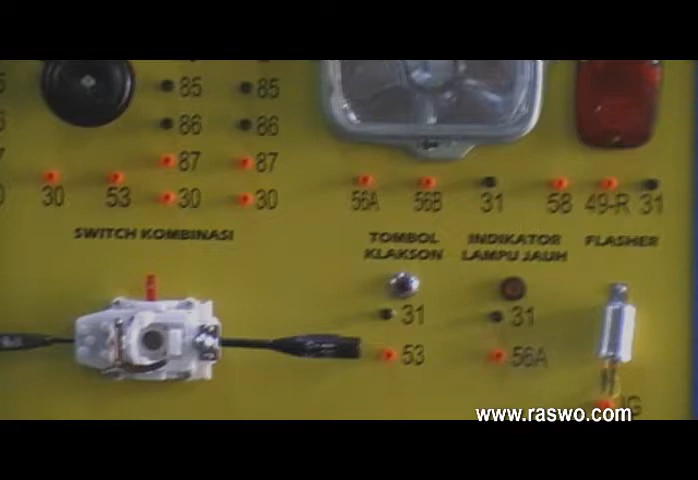 85 85
86 86
87 87
30 53 30 30
56A 56B 31 58 49-R 31
SWITCH KOMBINASI
TOMBOL KLAKSON
INDIKATOR LAMPU JAUH
FLASHER
31 31
53 56A
IG
www.raswo.com